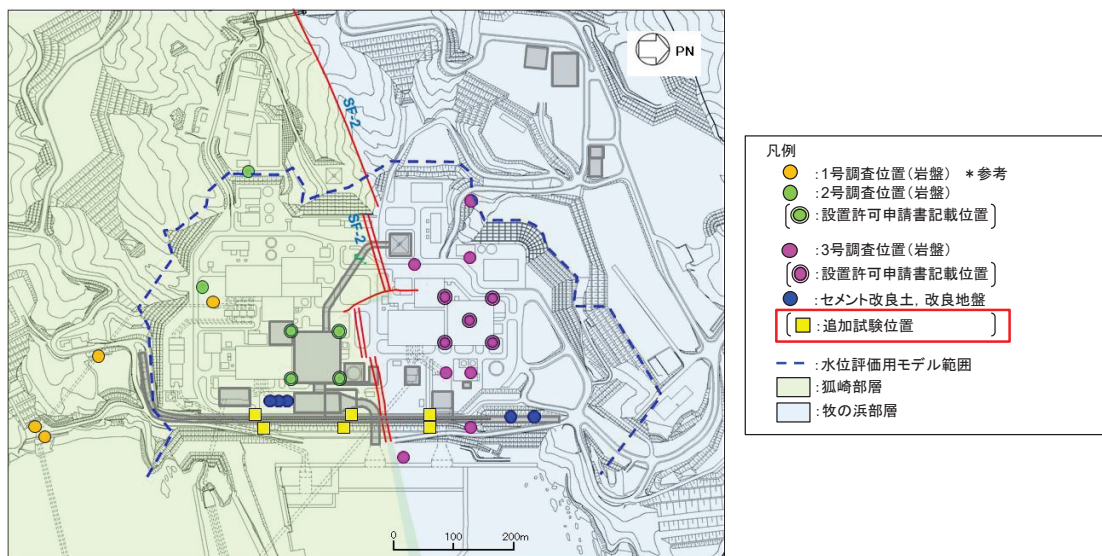 PN
SF-2
SF-2
0 100 200m
凡例
:1号調査位置(岩盤) *参考
:2号調査位置(岩盤)
:設置許可申請書記載位置
:3号調査位置(岩盤)
:設置許可申請書記載位置
:セメント改良土, 改良地盤
:追加試験位置
:水位評価用モデル範囲
:狐崎部層
:牧の浜部層